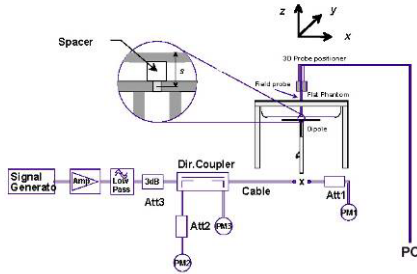 z
y
x
Spacer
s
3D Probe positioner
Field probe
Flat Phantom
Dipole
Signal
Generato
Amp
Low
Pass
3dB
Att3
Dir.Coupler
Cable
x
Att1
PM1
Att2
PM3
PM2
PC